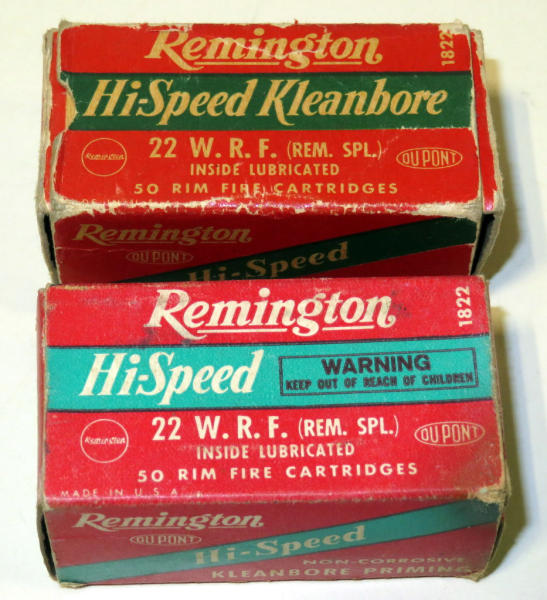 Remington
1822
Hi-Speed Kleanbore
22 W. R. F. (REM. SPL.)
Remington
DU PONT
INSIDE LUBRICATED
50 RIM FIRE CARTRIDGES
Remington
DU PONT
Hi-Speed
Remington
1822
Hi-Speed
WARNING
KEEP OUT OF REACH OF CHILDREN
22 W. R. F. (REM. SPL.)
Remington
DU PONT
INSIDE LUBRICATED
50 RIM FIRE CARTRIDGES
MADE IN U.S.A.
Remington
DU PONT
Hi-Speed
NON-CORROSIVE
KLEANBORE PRIMING